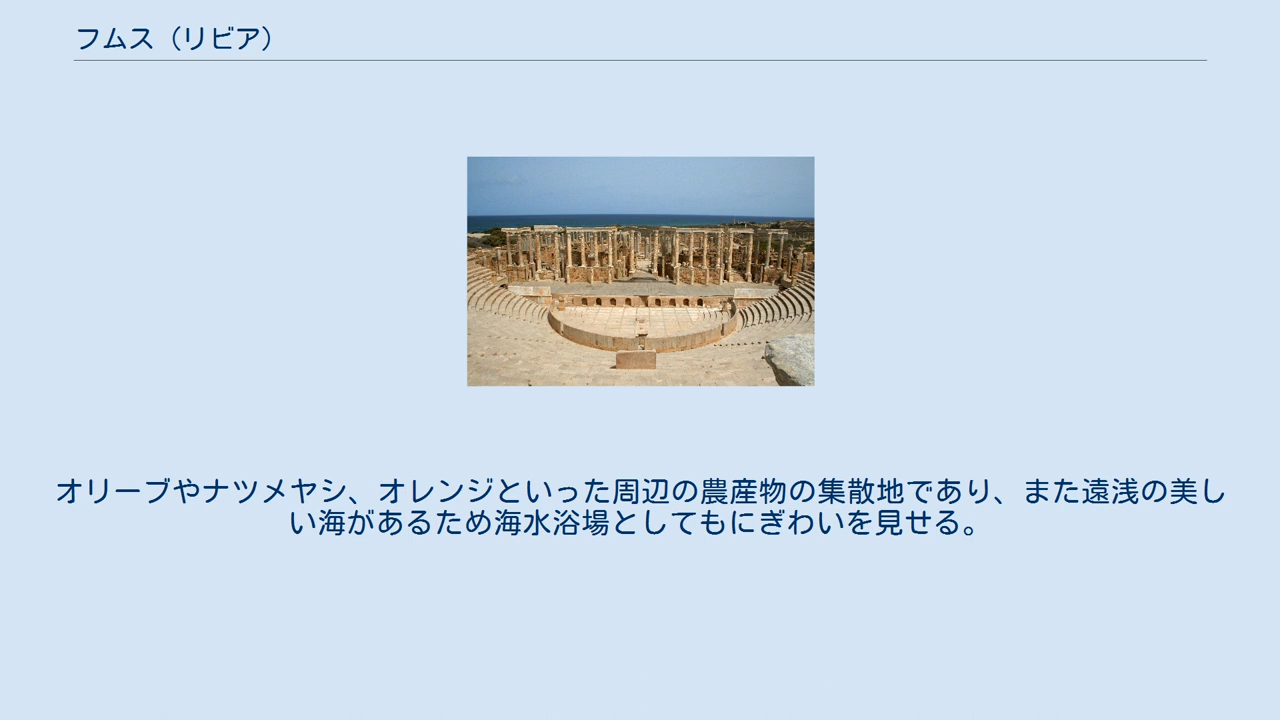 フムス（リビア）
オリーブやナツメヤシ、オレンジといった周辺の農産物の集散地であり、また遠浅の美し
い海があるため海水浴場としてもにぎわいを見せる。